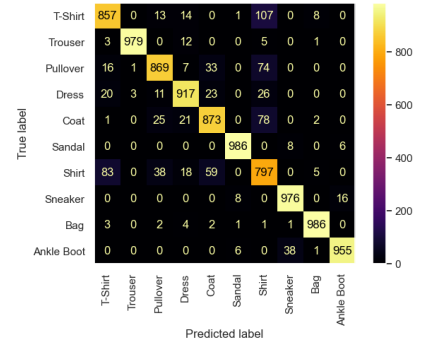 T-Shirt 857 0 13 14 0 1 107 0 8 0
Trouser 3 979 0 12 0 0 5 0 1 0
Pullover 16 1 869 7 33 0 74 0 0 0
Dress 20 3 11 917 23 0 26 0 0 0
Coat 1 0 25 21 873 0 78 0 2 0
Sandal 0 0 0 0 0 986 0 8 0 6
Shirt 83 0 38 18 59 0 797 0 5 0
Sneaker 0 0 0 0 0 8 0 976 0 16
Bag 3 0 2 4 2 1 1 1 986 0
Ankle Boot 0 0 0 0 0 6 0 38 1 955
True label
T-Shirt Trouser Pullover Dress Coat Sandal Shirt Sneaker Bag Ankle Boot
Predicted label
800
600
400
200
0